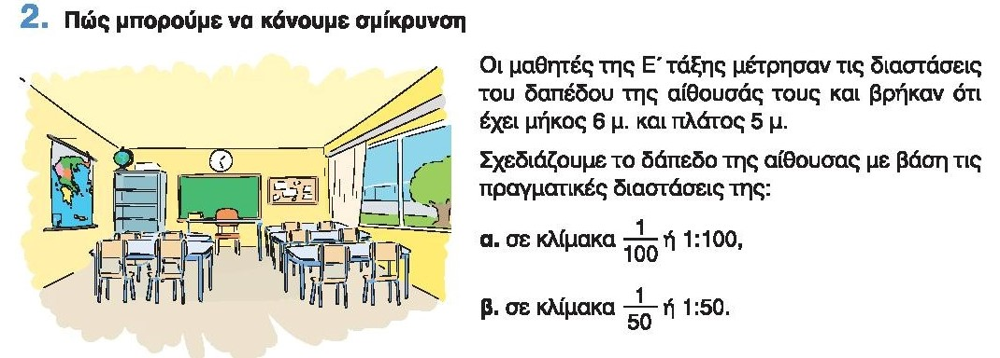 2. Πώς μπορούμε να κάνουμε σμίκρυνση
Οι μαθητές της Ε΄ τάξης μέτρησαν τις διαστάσεις
του δαπέδου της αίθουσάς τους και βρήκαν ότι
έχει μήκος 6 μ. και πλάτος 5 μ.
Σχεδιάζουμε το δάπεδο της αίθουσας με βάση τις
πραγματικές διαστάσεις της:
α. σε κλίμακα 1/100 ή 1:100,
β. σε κλίμακα 1/50 ή 1:50.